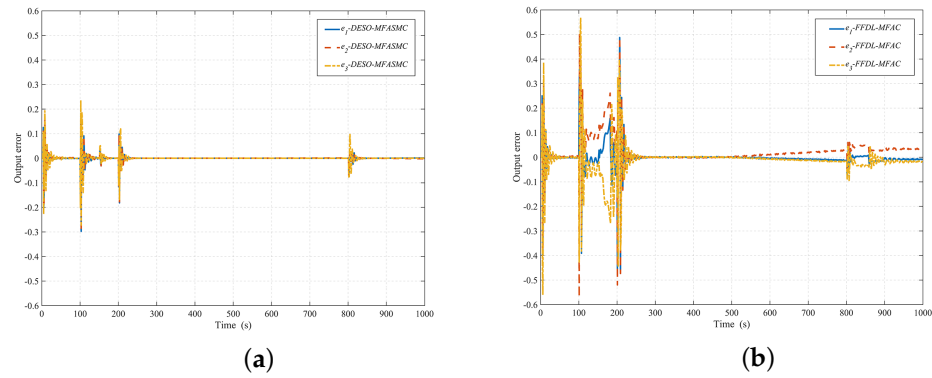 0.6
0.5
0.4
0.3
0.2
0.1
0
-0.1
-0.2
-0.3
-0.4
-0.5
-0.6
Output error
0 100 200 300 400 500 600 700 800 900 1000
Time (s)
e1-DESO-MFASMC
e2-DESO-MFASMC
e3-DESO-MFASMC
(a)
0.6
0.5
0.4
0.3
0.2
0.1
0
-0.1
-0.2
-0.3
-0.4
-0.5
-0.6
Output error
0 100 200 300 400 500 600 700 800 900 1000
Time (s)
e1-FFDL-MFAC
e2-FFDL-MFAC
e3-FFDL-MFAC
(b)